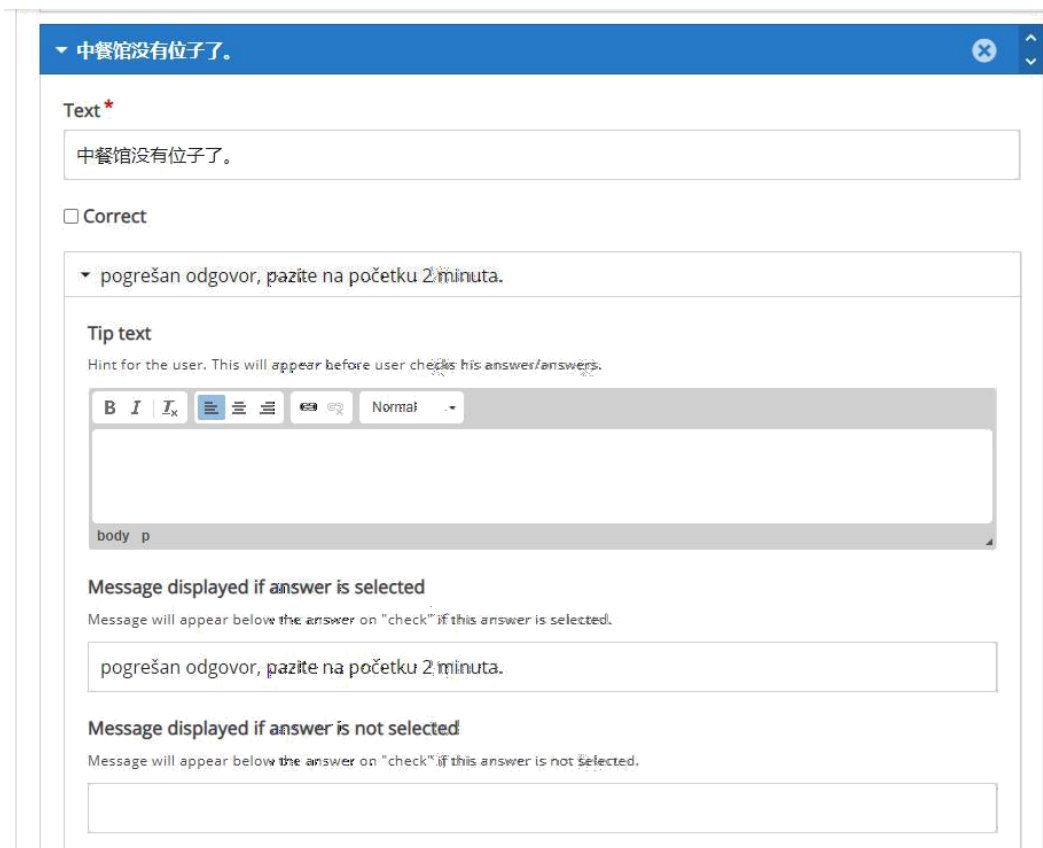 中餐馆没有位子了。
Text*
中餐馆没有位子了。
Correct
pogrešan odgovor, pazite na početku 2 minuta.
Tip text
Hint for the user. This will appear before user checks his answer/answers.
B I Tx Normal
body p
Message displayed if answer is selected
Message will appear below the answer on "check" if this answer is selected.
pogrešan odgovor, pazite na početku 2 minuta.
Message displayed if answer is not selected
Message will appear below the answer on "check" if this answer is not selected.